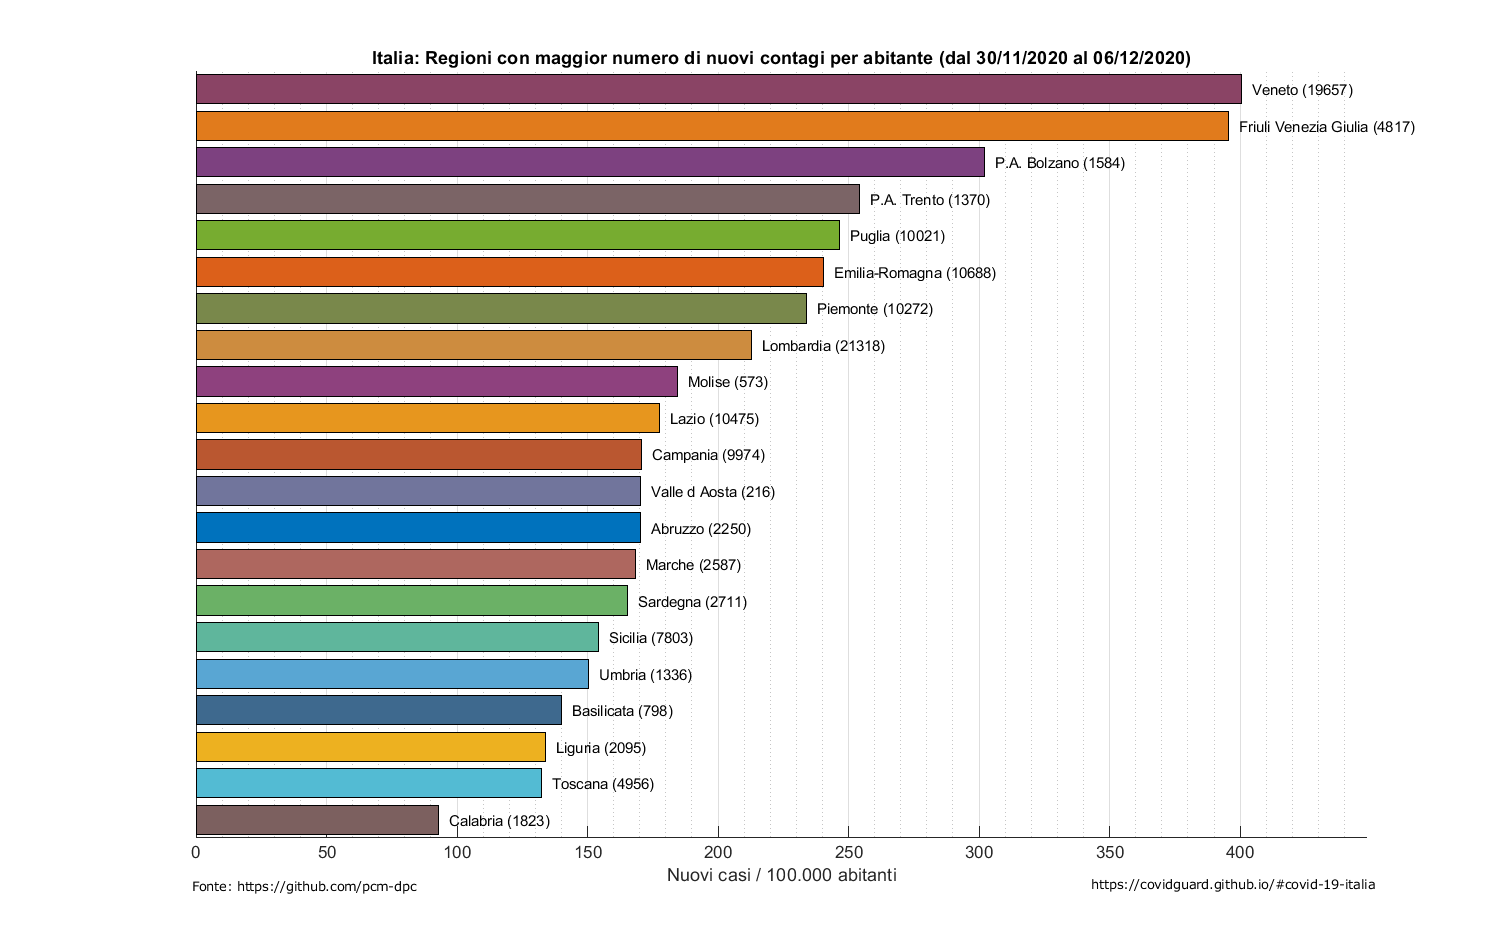 Italia: Regioni con maggior numero di nuovi contagi per abitante (dal 30/11/2020 al 06/12/2020)
Veneto (19657)
Friuli Venezia Giulia (4817)
P.A. Bolzano (1584)
P.A. Trento (1370)
Puglia (10021)
Emilia-Romagna (10688)
Piemonte (10272)
Lombardia (21318)
Molise (573)
Lazio (10475)
Campania (9974)
Valle d Aosta (216)
Abruzzo (2250)
Marche (2587)
Sardegna (2711)
Sicilia (7803)
Umbria (1336)
Basilicata (798)
Liguria (2095)
Toscana (4956)
Calabria (1823)
0 50 100 150 200 250 300 350 400
Nuovi casi / 100.000 abitanti
Fonte: https://github.com/pcm-dpc
https://covidguard.github.io/#covid-19-italia